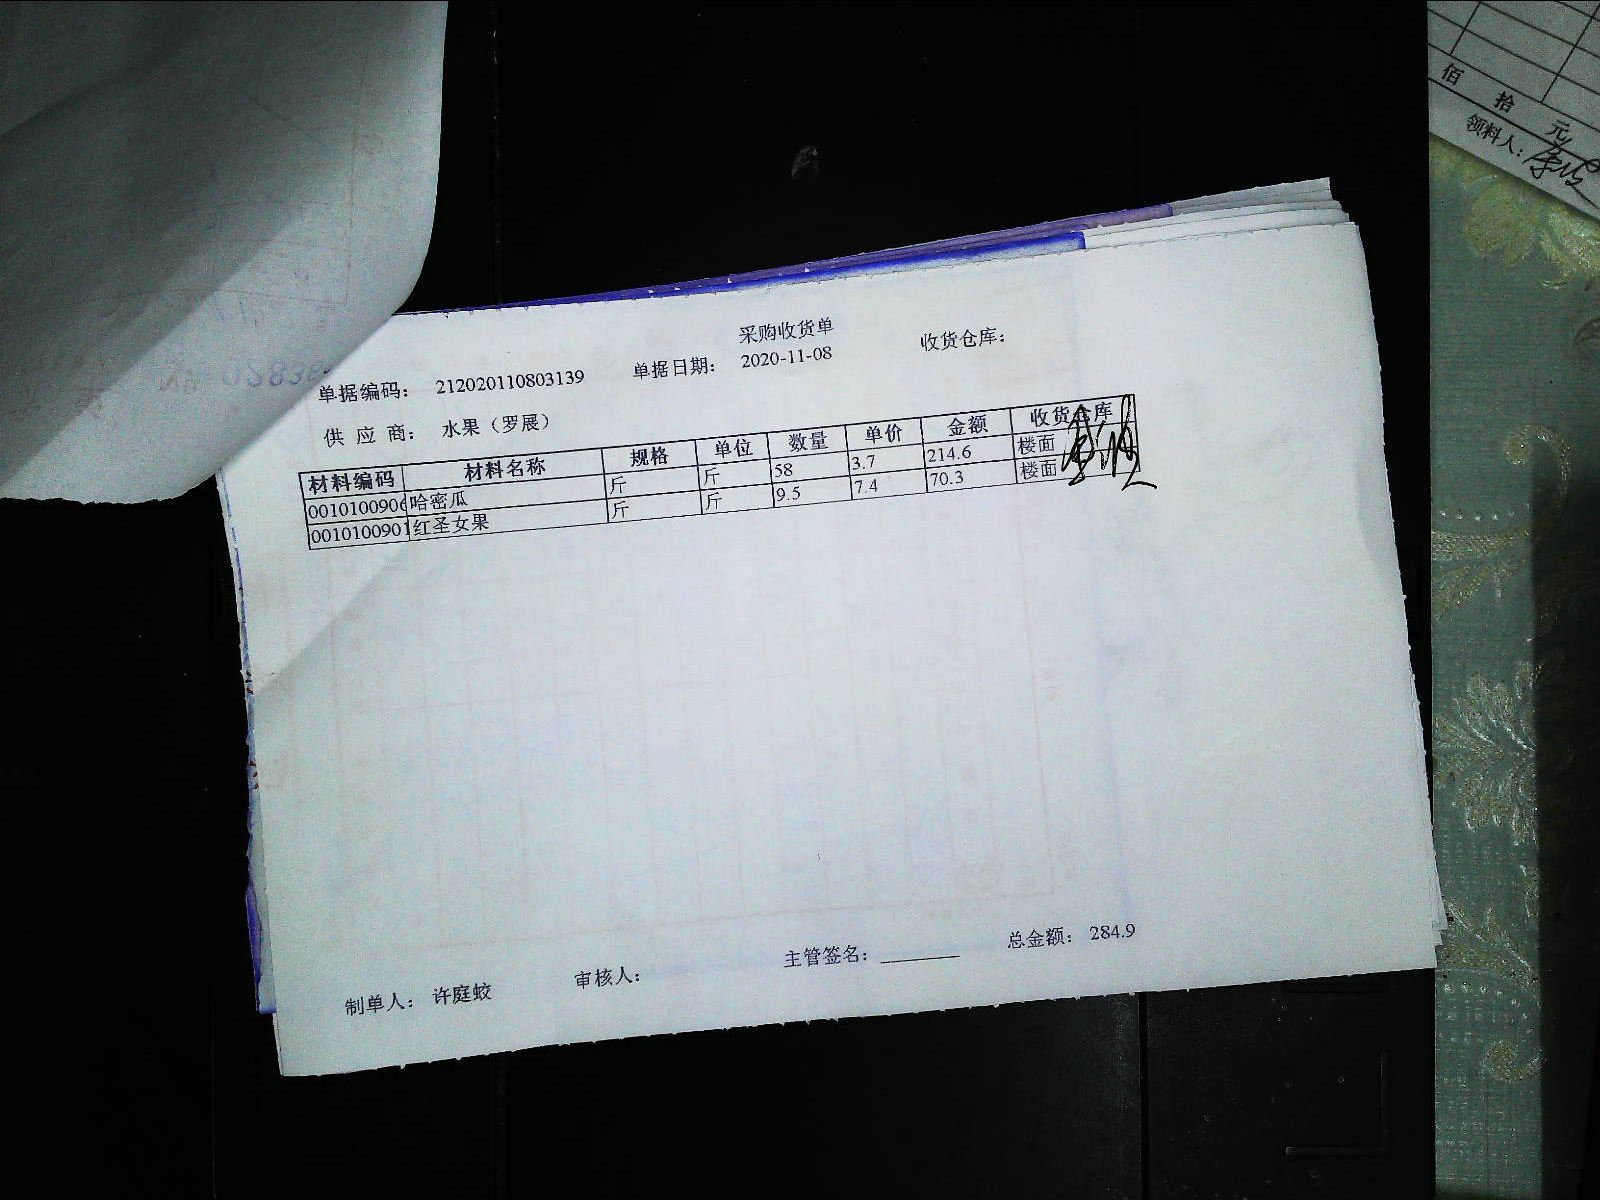 佰 拾 元
领料人:
采购收货单
单据编码: 212020110803139 单据日期: 2020-11-08 收货仓库:
供 应 商: 水果（罗展）
材料编码 材料名称 规格 单位 数量 单价 金额 收货仓库
0010100906 哈密瓜 斤 斤 58 3.7 214.6 楼面
0010100901 红圣女果 斤 斤 9.5 7.4 70.3 楼面
制单人: 许庭蛟 审核人: 主管签名: ________ 总金额: 284.9